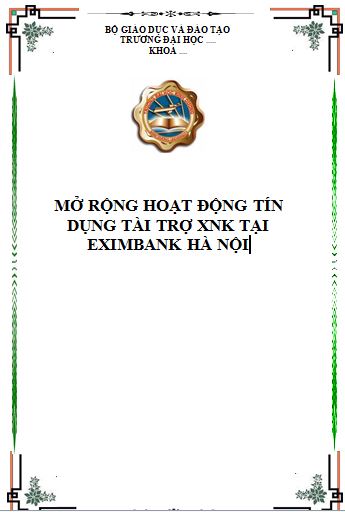 BỘ GIÁO DỤC VÀ ĐÀO TẠO
TRƯỜNG ĐẠI HỌC .....
KHOA ....
MỞ RỘNG HOẠT ĐỘNG TÍN
DỤNG TÀI TRỢ XNK TẠI
EXIMBANK HÀ NỘI